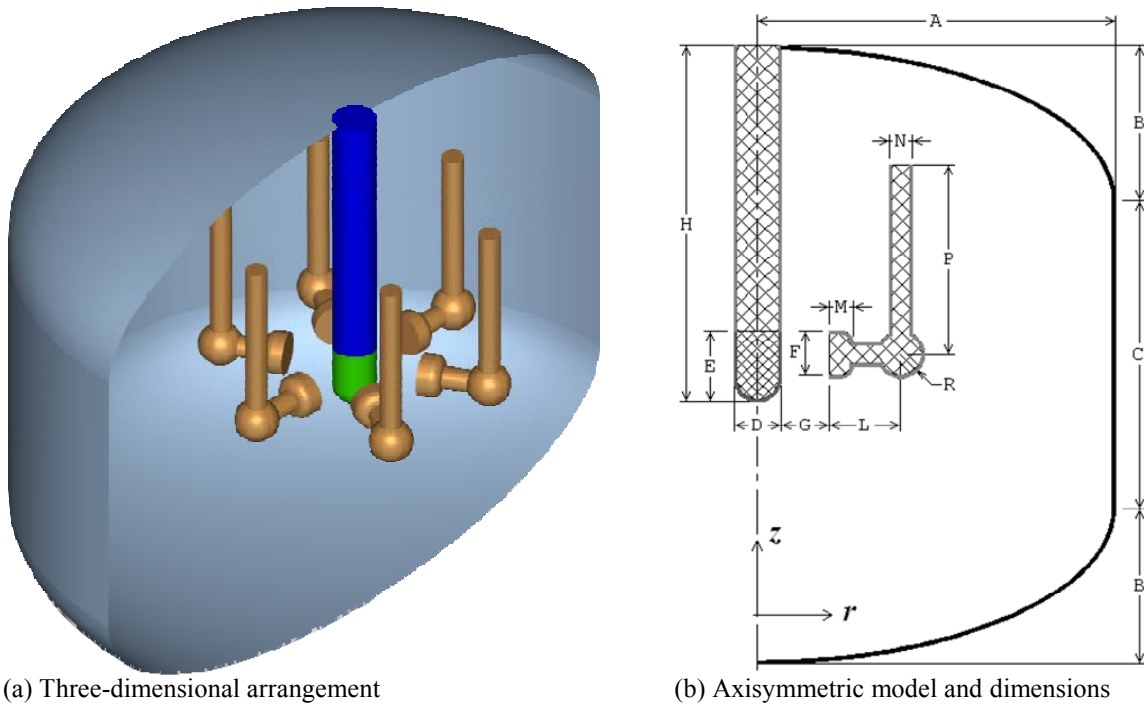 A
B
N
H
P
C
M
E
F
R
D
G
L
z
B
r
(a) Three-dimensional arrangement
(b) Axisymmetric model and dimensions